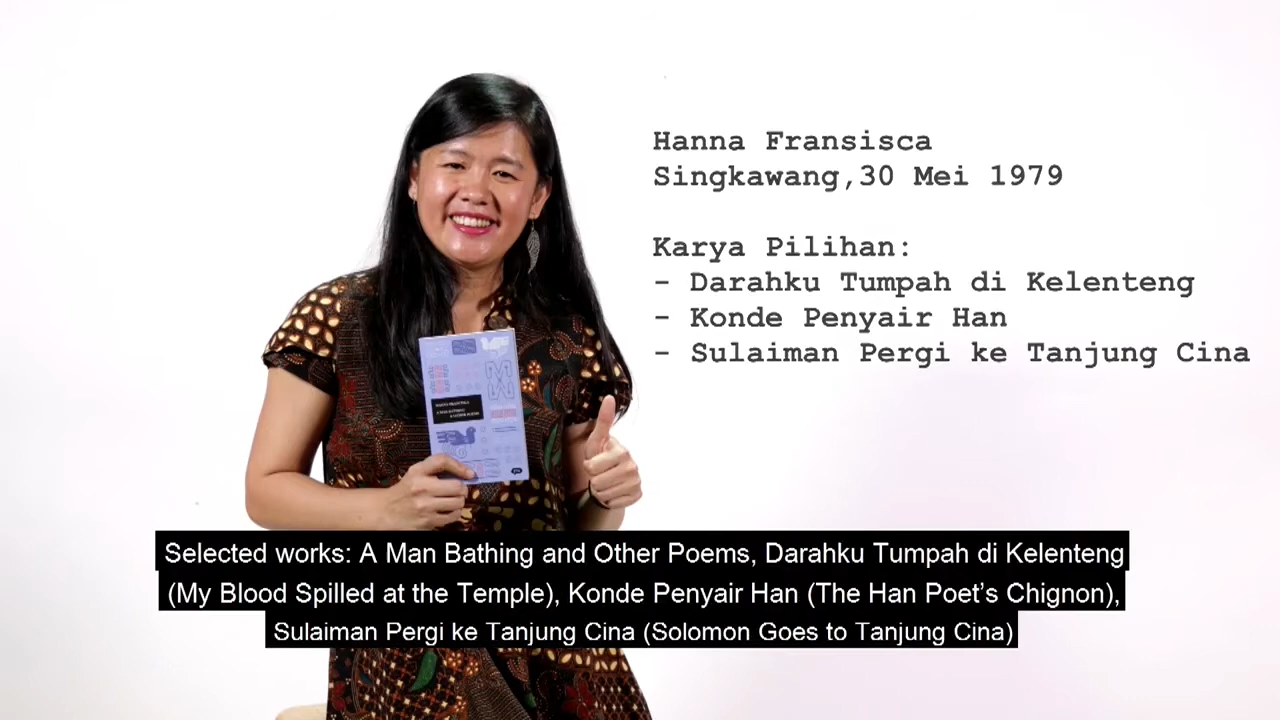 Hanna Fransisca
Singkawang,30 Mei 1979
Karya Pilihan:
- Darahku Tumpah di Kelenteng
- Konde Penyair Han
- Sulaiman Pergi ke Tanjung Cina
Selected works: A Man Bathing and Other Poems, Darahku Tumpah di Kelenteng
(My Blood Spilled at the Temple), Konde Penyair Han (The Han Poet’s Chignon),
Sulaiman Pergi ke Tanjung Cina (Solomon Goes to Tanjung Cina)